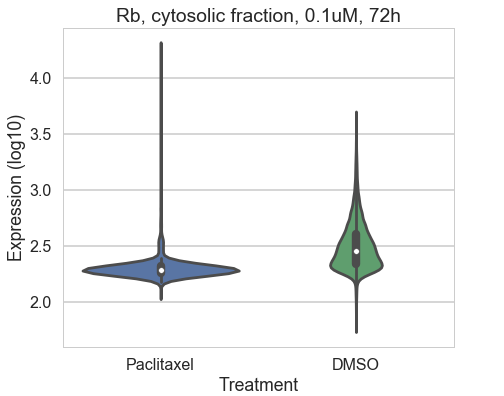 Rb, cytosolic fraction, 0.1uM, 72h
4.0
3.5
3.0
2.5
2.0
Expression (log10)
Paclitaxel
DMSO
Treatment